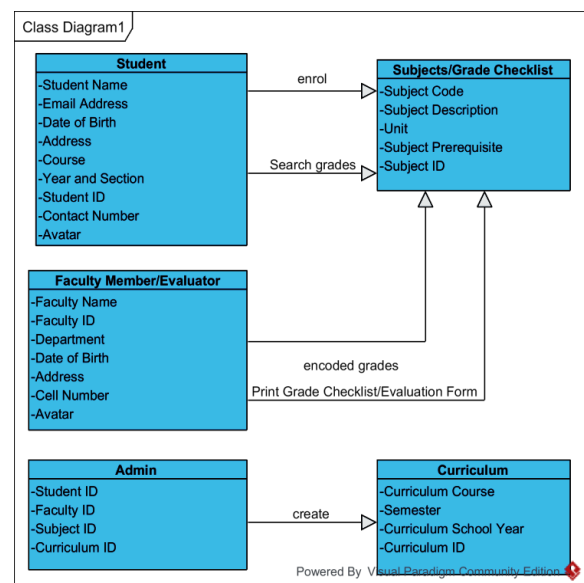 Class Diagram1
Student
-Student Name
-Email Address
-Date of Birth
-Address
-Course
-Year and Section
-Student ID
-Contact Number
-Avatar
enrol
Search grades
Subjects/Grade Checklist
-Subject Code
-Subject Description
-Unit
-Subject Prerequisite
-Subject ID
Faculty Member/Evaluator
-Faculty Name
-Faculty ID
-Department
-Date of Birth
-Address
-Cell Number
-Avatar
encoded grades
Print Grade Checklist/Evaluation Form
Admin
-Student ID
-Faculty ID
-Subject ID
-Curriculum ID
create
Curriculum
-Curriculum Course
-Semester
-Curriculum School Year
-Curriculum ID
Powered By Visual Paradigm Community Edition